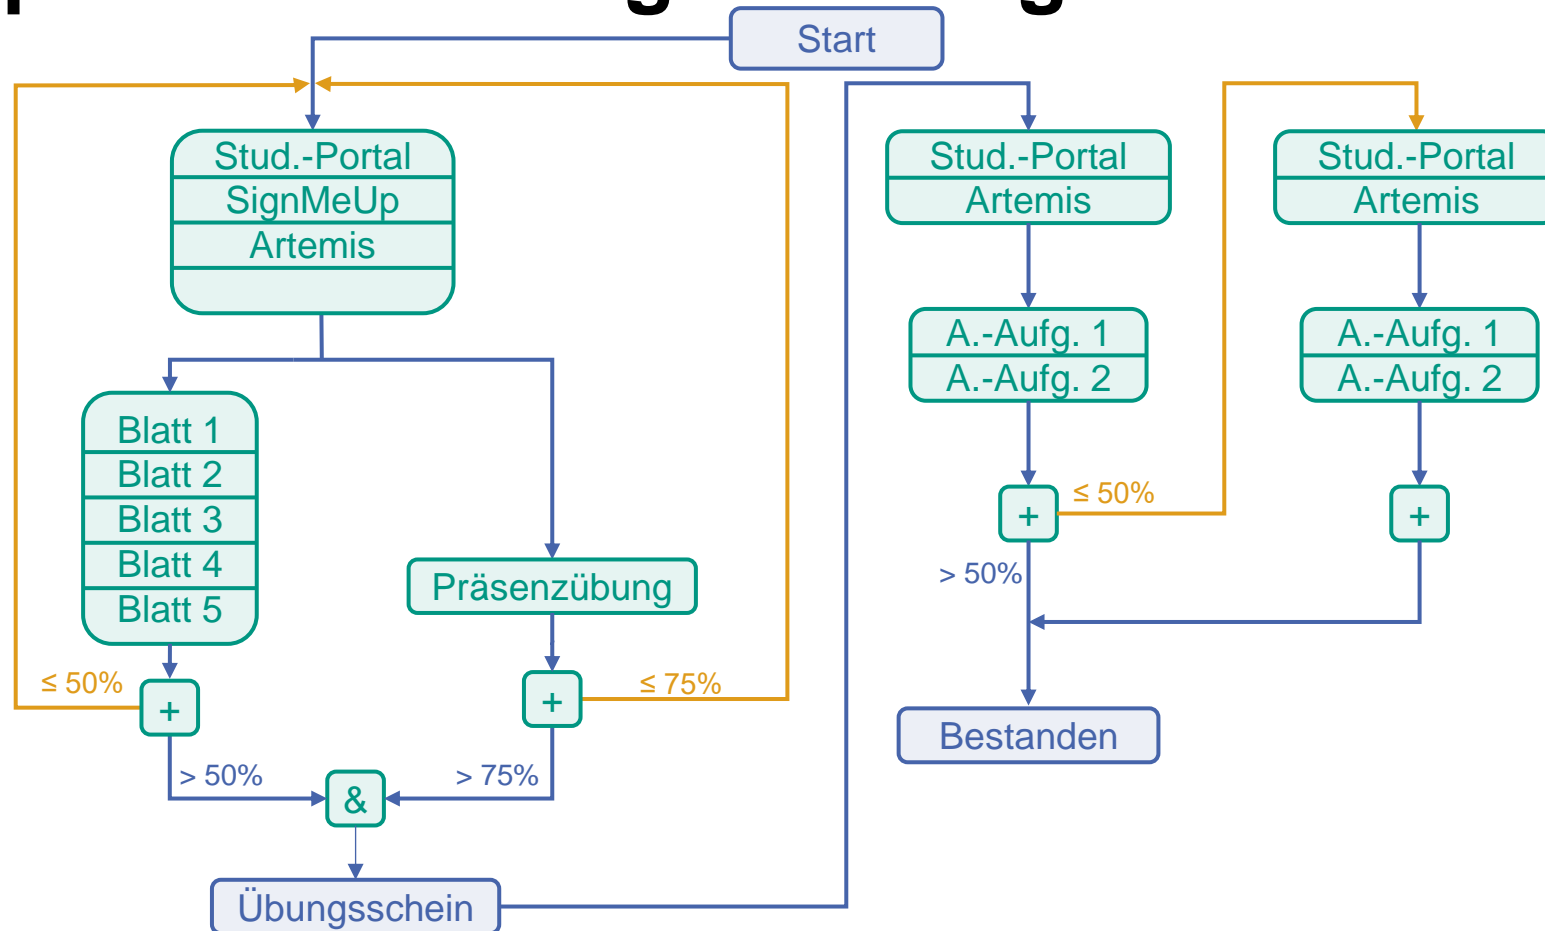 Start
Stud.-Portal
SignMeUp
Artemis
Blatt 1
Blatt 2
Blatt 3
Blatt 4
Blatt 5
Präsenzübung
≤ 50%
+
+
≤ 75%
> 50%
> 75%
&
Übungsschein
Stud.-Portal
Artemis
A.-Aufg. 1
A.-Aufg. 2
+
≤ 50%
> 50%
Bestanden
Stud.-Portal
Artemis
A.-Aufg. 1
A.-Aufg. 2
+